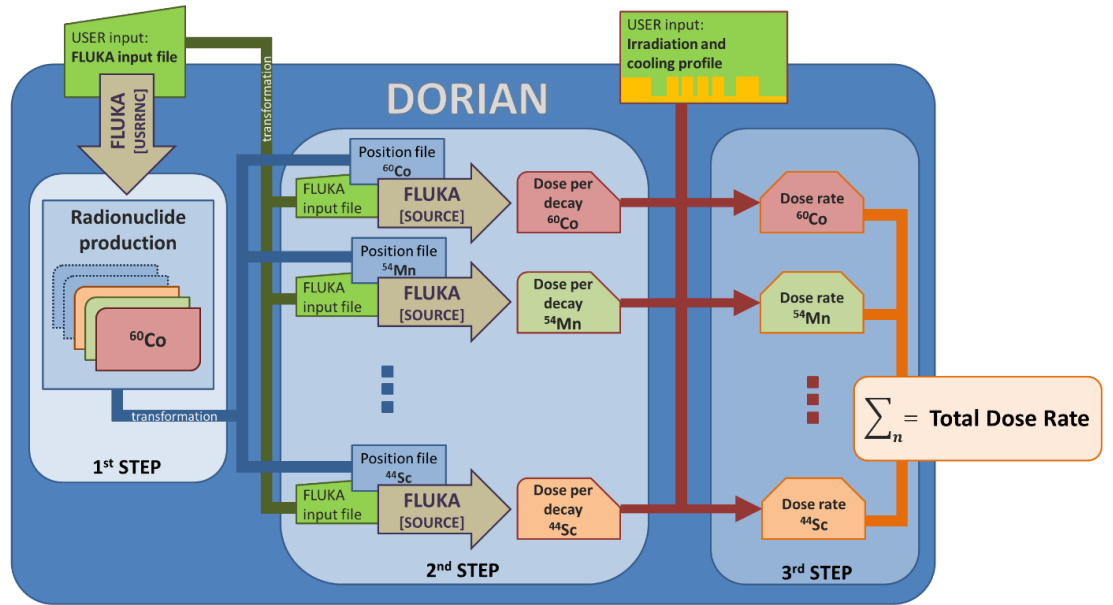 USER input:
FLUKA input file
FLUKA
[USRRNC]
transformation
DORIAN
USER input:
Irradiation and
cooling profile
Radionuclide
production
⁶⁰Co
transformation
1ˢᵗ STEP
Position file
⁶⁰Co
FLUKA
input file
FLUKA
[SOURCE]
Dose per
decay
⁶⁰Co
Position file
⁵⁴Mn
FLUKA
input file
FLUKA
[SOURCE]
Dose per
decay
⁵⁴Mn
Position file
⁴⁴Sc
FLUKA
input file
FLUKA
[SOURCE]
Dose per
decay
⁴⁴Sc
2ⁿᵈ STEP
Dose rate
⁶⁰Co
Dose rate
⁵⁴Mn
Dose rate
⁴⁴Sc
3ʳᵈ STEP
∑ₙ = Total Dose Rate